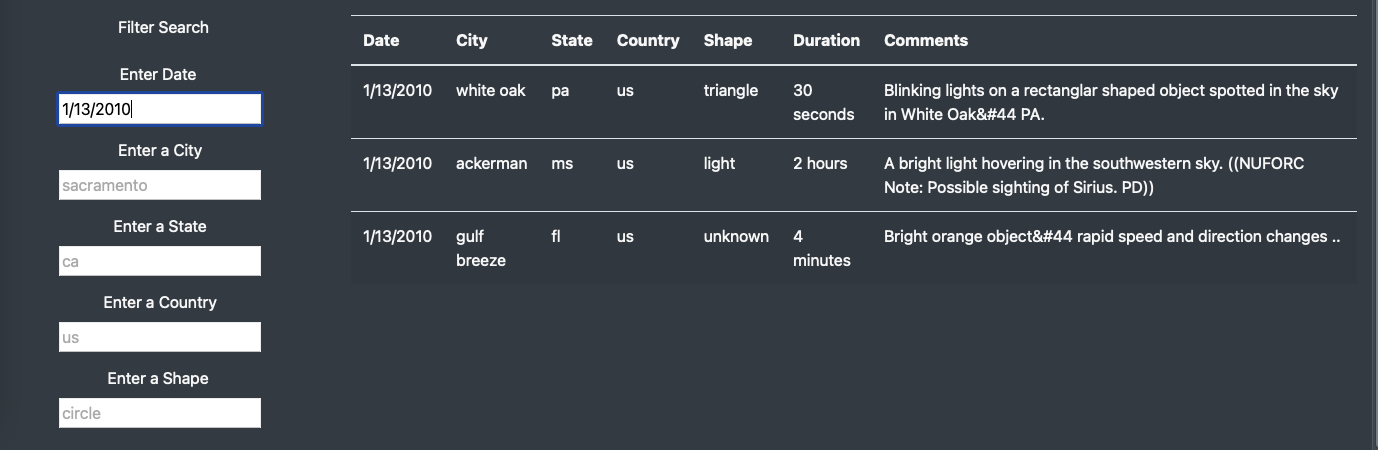 Filter Search
Enter Date
1/13/2010
Enter a City
sacramento
Enter a State
ca
Enter a Country
us
Enter a Shape
circle
Date City State Country Shape Duration Comments
1/13/2010 white oak pa us triangle 30 Blinking lights on a rectanglar shaped object spotted in the sky
seconds in White Oak&#44 PA.
1/13/2010 ackerman ms us light 2 hours A bright light hovering in the southwestern sky. ((NUFORC
Note: Possible sighting of Sirius. PD))
1/13/2010 gulf fl us unknown 4 Bright orange object&#44 rapid speed and direction changes ..
breeze minutes